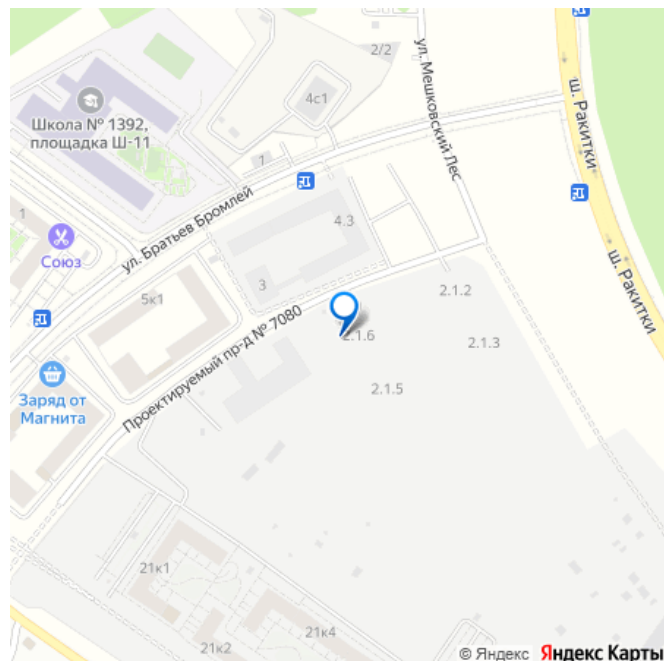 2/2
ул. Мешковский Лес
ш. Ракитки
4с1
Школа № 1392,
площадка Ш-11
1
ул. Братьев Бромлей
4.3
1
Союз
3
ш. Ракитки
5к1
2.1.2
Проектируемый пр-д № 7080
2.1.6
2.1.3
Заряд от
Магнита
2.1.5
21к1
21к4
21к2
© Яндекс Яндекс Карты